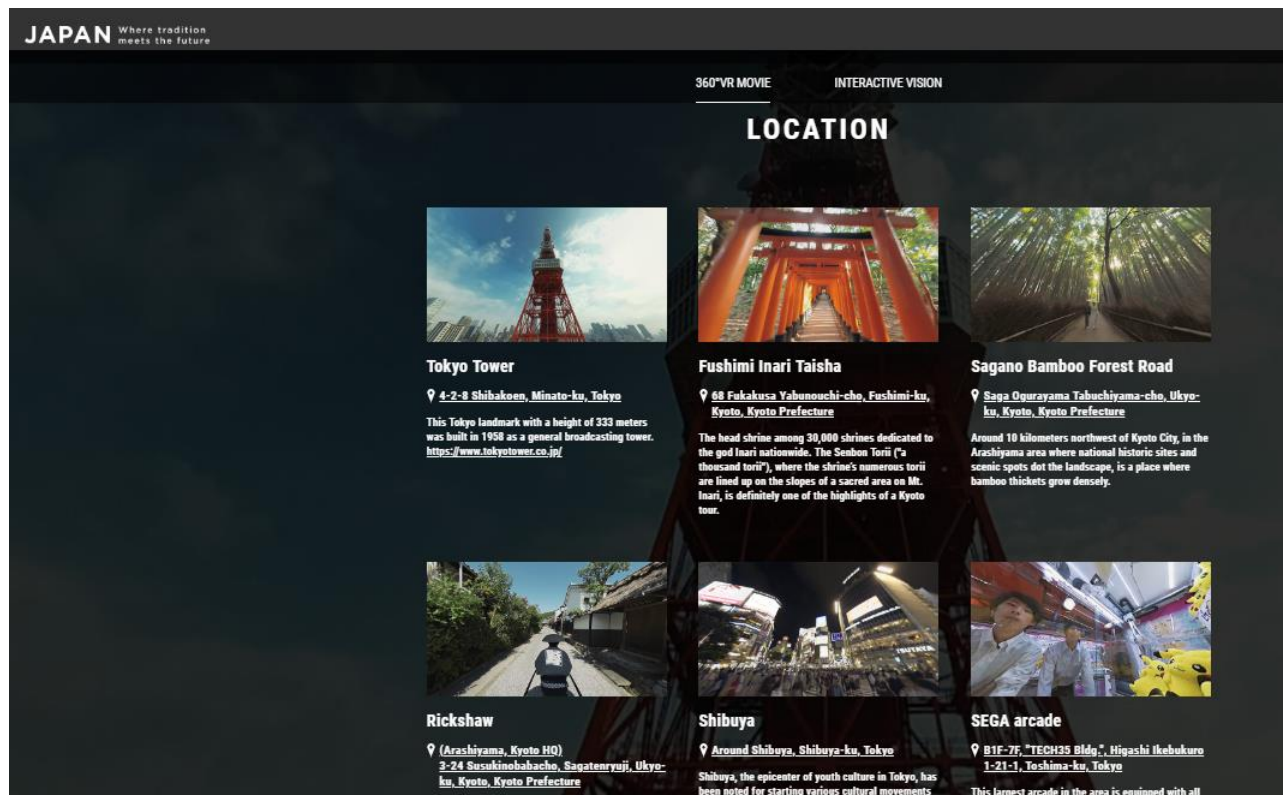 JAPAN Where tradition
meets the future
360°VR MOVIE INTERACTIVE VISION
LOCATION
Tokyo Tower
4-2-8 Shibakoen, Minato-ku, Tokyo
This Tokyo landmark with a height of 333 meters
was built in 1958 as a general broadcasting tower.
https://www.tokyotower.co.jp/
Fushimi Inari Taisha
68 Fukakusa Yabunouchi-cho, Fushimi-ku,
Kyoto, Kyoto Prefecture
The head shrine among 30,000 shrines dedicated to
the god Inari nationwide. The Senbon Torii ("a
thousand torii"), where the shrine's numerous torii
are lined up on the slopes of a sacred area on Mt.
Inari, is definitely one of the highlights of a Kyoto
tour.
Sagano Bamboo Forest Road
Saga Ogurayama Tabuchiyama-cho, Ukyo-
ku, Kyoto, Kyoto Prefecture
Around 10 kilometers northwest of Kyoto City, in the
Arashiyama area where national historic sites and
scenic spots dot the landscape, is a place where
bamboo thickets grow densely.
TSUTAYA
Rickshaw
(Arashiyama, Kyoto HQ)
3-24 Susukinobabacho, Sagatenryuji, Ukyo-
ku, Kyoto, Kyoto Prefecture
Shibuya
Around Shibuya, Shibuya-ku, Tokyo
Shibuya, the epicenter of youth culture in Tokyo, has
been noted for starting various cultural movements
SEGA arcade
B1F-7F, "TECH35 Bldg.", Higashi Ikebukuro
1-21-1, Toshima-ku, Tokyo
This largest arcade in the area is equipped with all